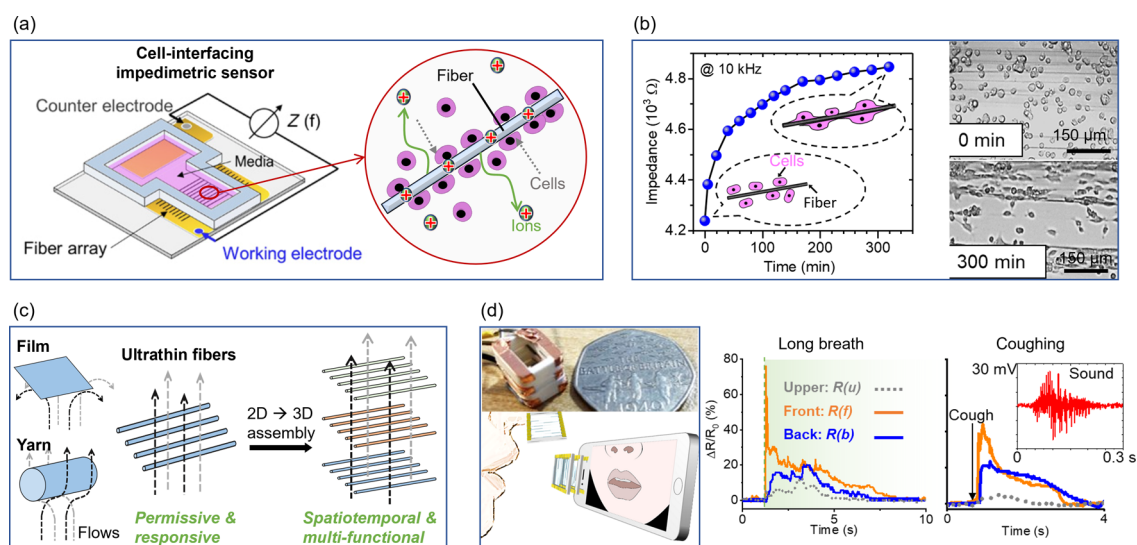 (a)
Cell-interfacing
impedimetric sensor
Counter electrode
Z (f)
Media
Fiber array
Working electrode
Fiber
Cells
Ions
(b)
@ 10 kHz
Impedance (10³ Ω)
4.8
4.6
4.4
4.2
0
100
200
300
Time (min)
Cells
Fiber
0 min
150 µm
300 min
150 µm
(c)
Film
Yarn
Flows
Ultrathin fibers
Permissive &
responsive
2D → 3D
assembly
Spatiotemporal &
multi-functional
(d)
Long breath
ΔR/R₀ (%)
80
60
40
20
0
Upper: R(u)
Front: R(f)
Back: R(b)
0
5
10
Time (s)
Coughing
30 mV
Sound
Cough
0.3 s
0
4
Time (s)